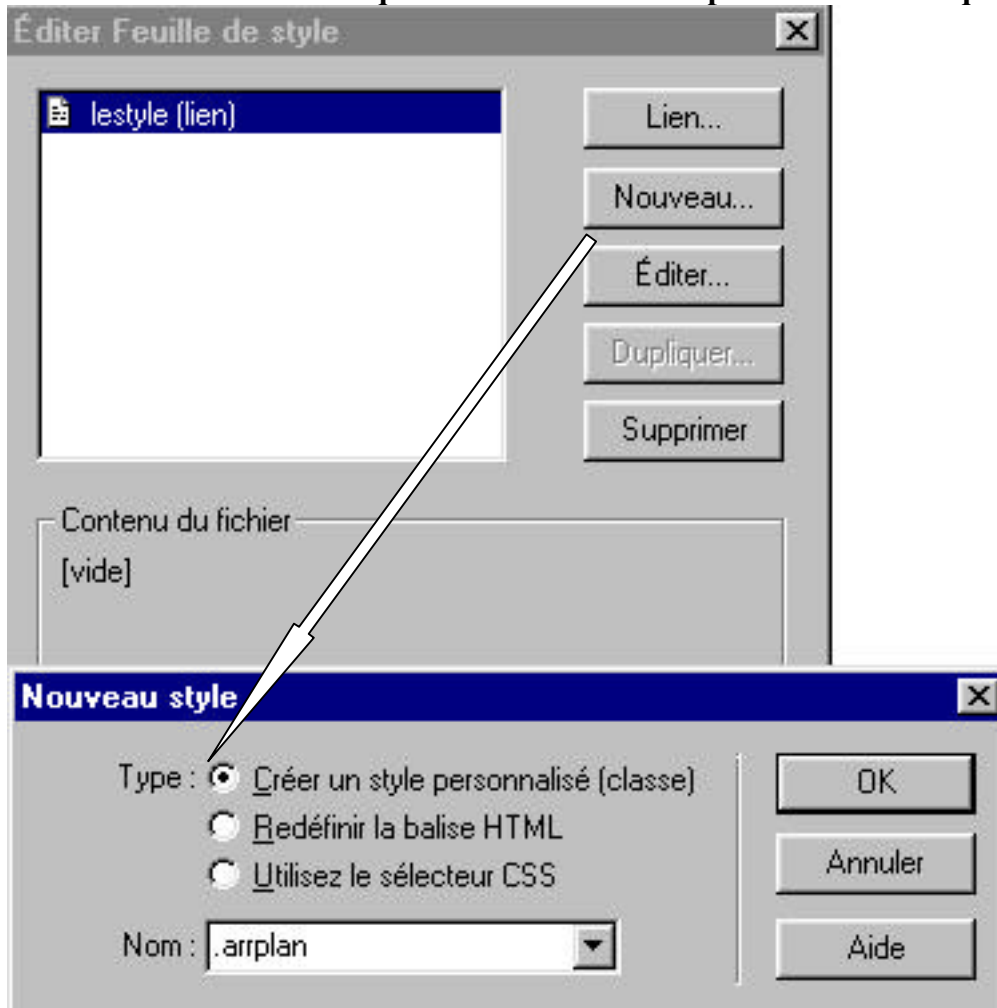 Éditer Feuille de style
lestyle (lien)
Lien...
Nouveau...
Éditer...
Dupliquer...
Supprimer
Contenu du fichier
[vide]
Nouveau style
Type : Créer un style personnalisé (classe)
Redéfinir la balise HTML
Utilisez le sélecteur CSS
Nom : .arrplan
OK
Annuler
Aide